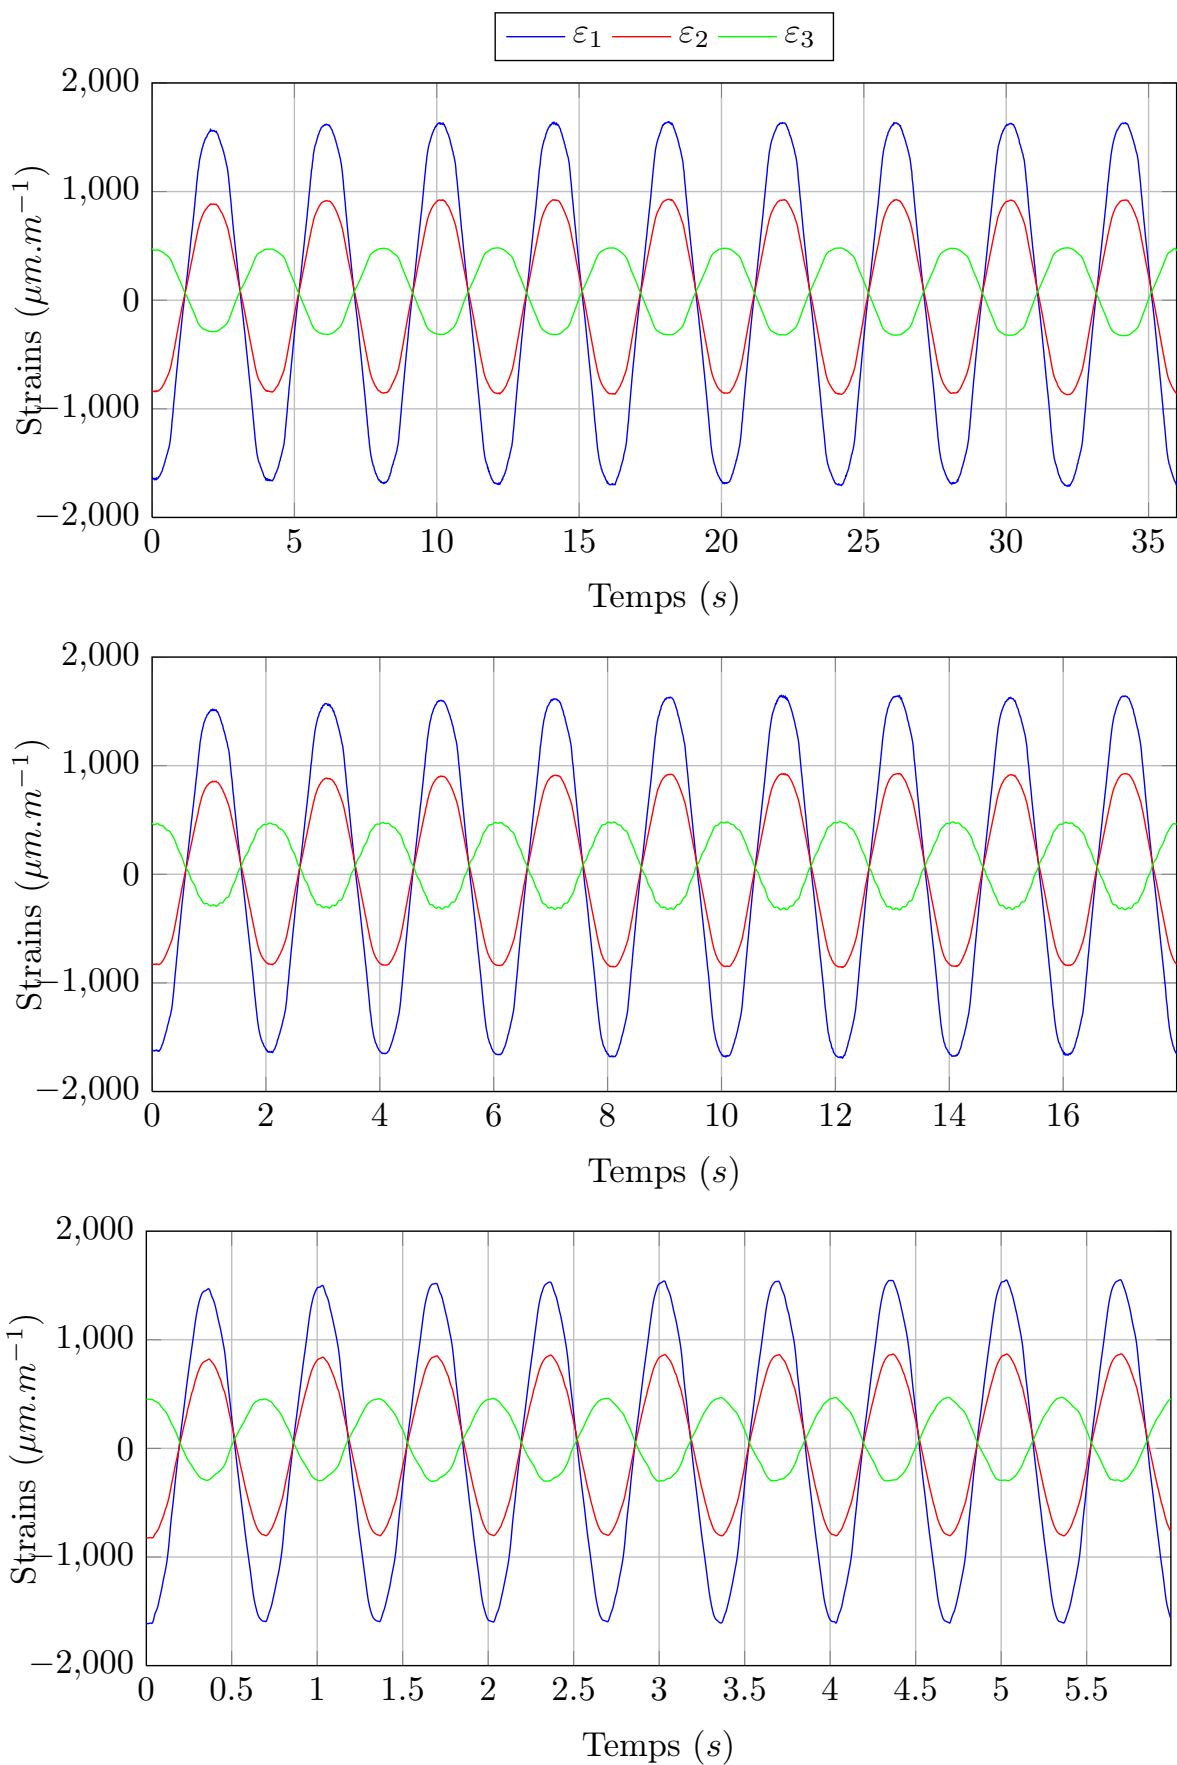 ε1 ε2 ε3
2,000
1,000
0
−1,000
−2,000
Strains (μm.m⁻¹)
0 5 10 15 20 25 30 35
Temps (s)
2,000
1,000
0
−1,000
−2,000
Strains (μm.m⁻¹)
0 2 4 6 8 10 12 14 16
Temps (s)
2,000
1,000
0
−1,000
−2,000
Strains (μm.m⁻¹)
0 0.5 1 1.5 2 2.5 3 3.5 4 4.5 5 5.5
Temps (s)